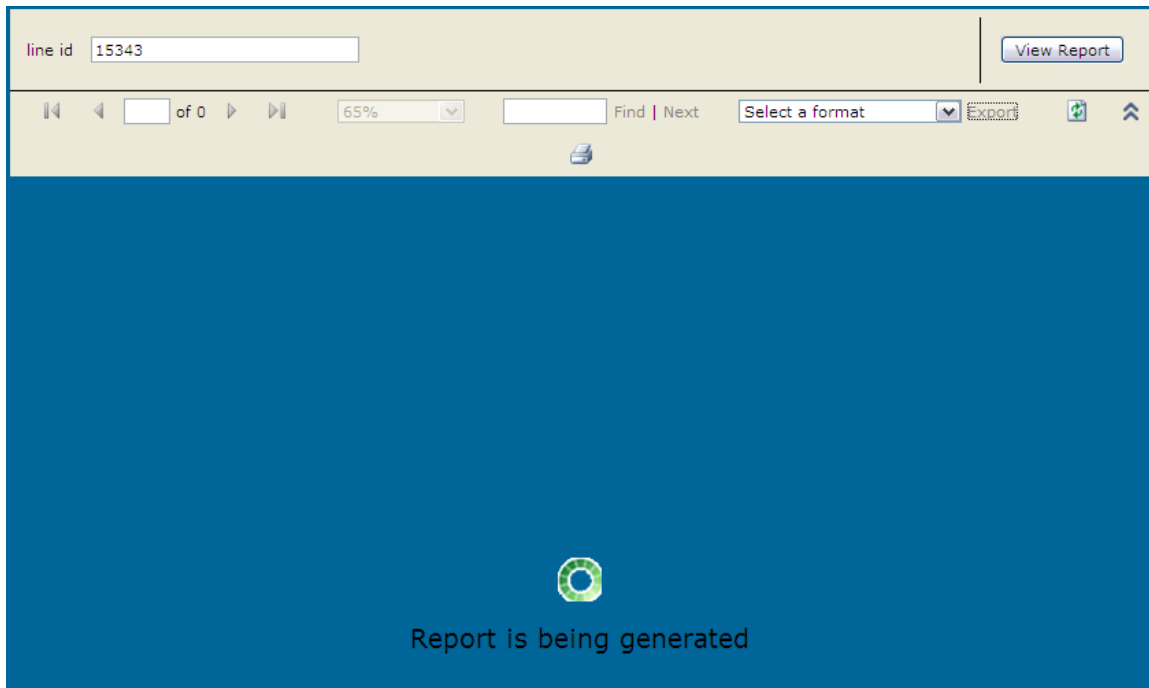 line id 15343 View Report
of 0 65% Find | Next Select a format Export
Report is being generated